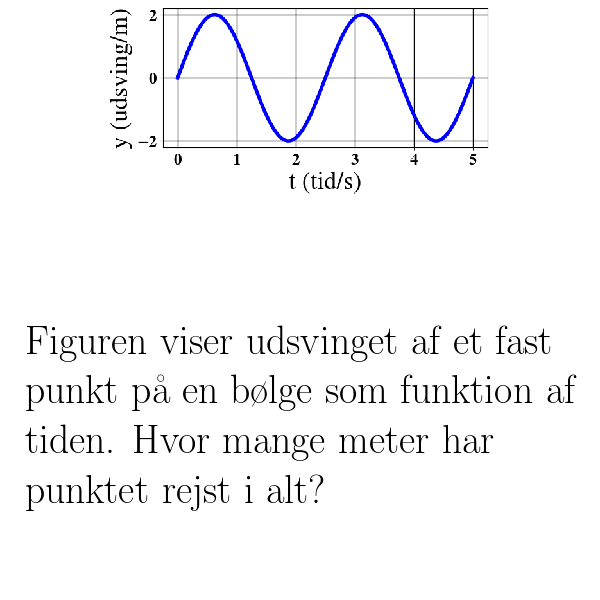 y (udsving/m)
2
0
−2
0 1 2 3 4 5
t (tid/s)
Figuren viser udsvinget af et fast
punkt på en bølge som funktion af
tiden. Hvor mange meter har
punktet rejst i alt?